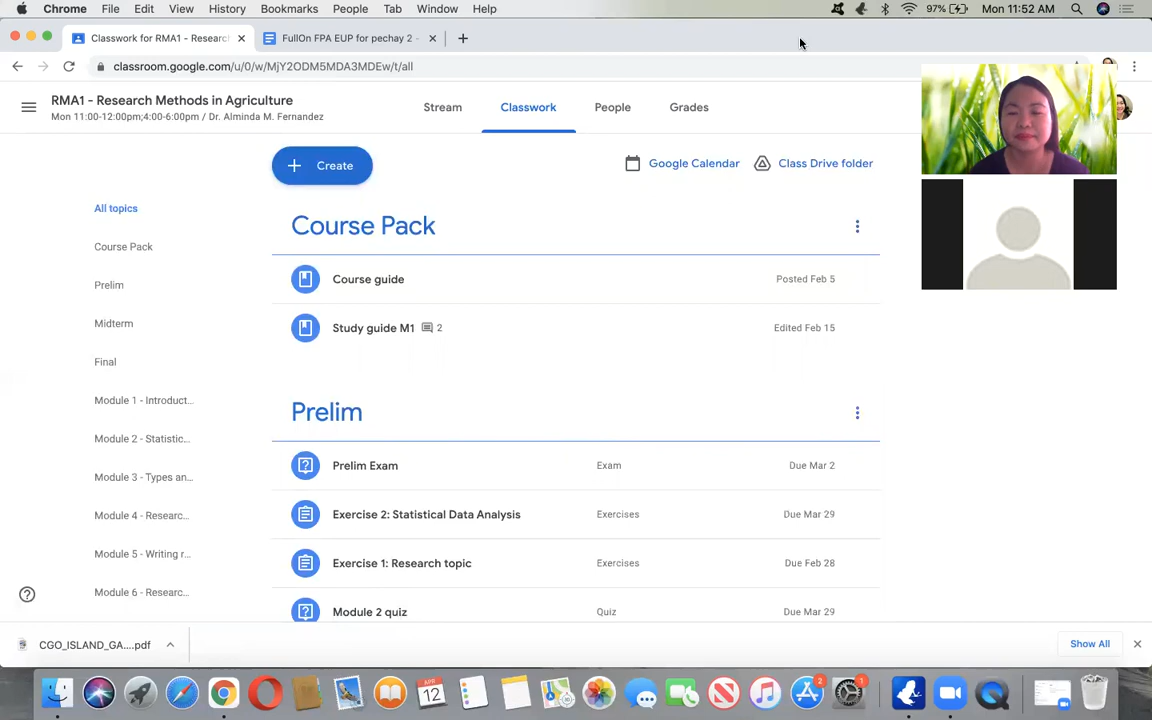 Chrome File Edit View History Bookmarks People Tab Window Help 97% Mon 11:52 AM
Classwork for RMA1 - Researc FullOn FPA EUP for pechay 2 -
classroom.google.com/u/0/w/MjY2ODM5MDA3MDEw/t/all
RMA1 - Research Methods in Agriculture
Mon 11:00-12:00pm;4:00-6:00pm / Dr. Alminda M. Fernandez
Stream Classwork People Grades
Create Google Calendar Class Drive folder
All topics
Course Pack
Prelim
Midterm
Final
Module 1 - Introduct...
Module 2 - Statistic...
Module 3 - Types an...
Module 4 - Researc...
Module 5 - Writing r...
Module 6 - Researc...
Course Pack
Course guide Posted Feb 5
Study guide M1 2 Edited Feb 15
Prelim
Prelim Exam Exam Due Mar 2
Exercise 2: Statistical Data Analysis Exercises Due Mar 29
Exercise 1: Research topic Exercises Due Feb 28
Module 2 quiz Quiz Due Mar 29
CGO_ISLAND_GA....pdf Show All
APR
12
2
1